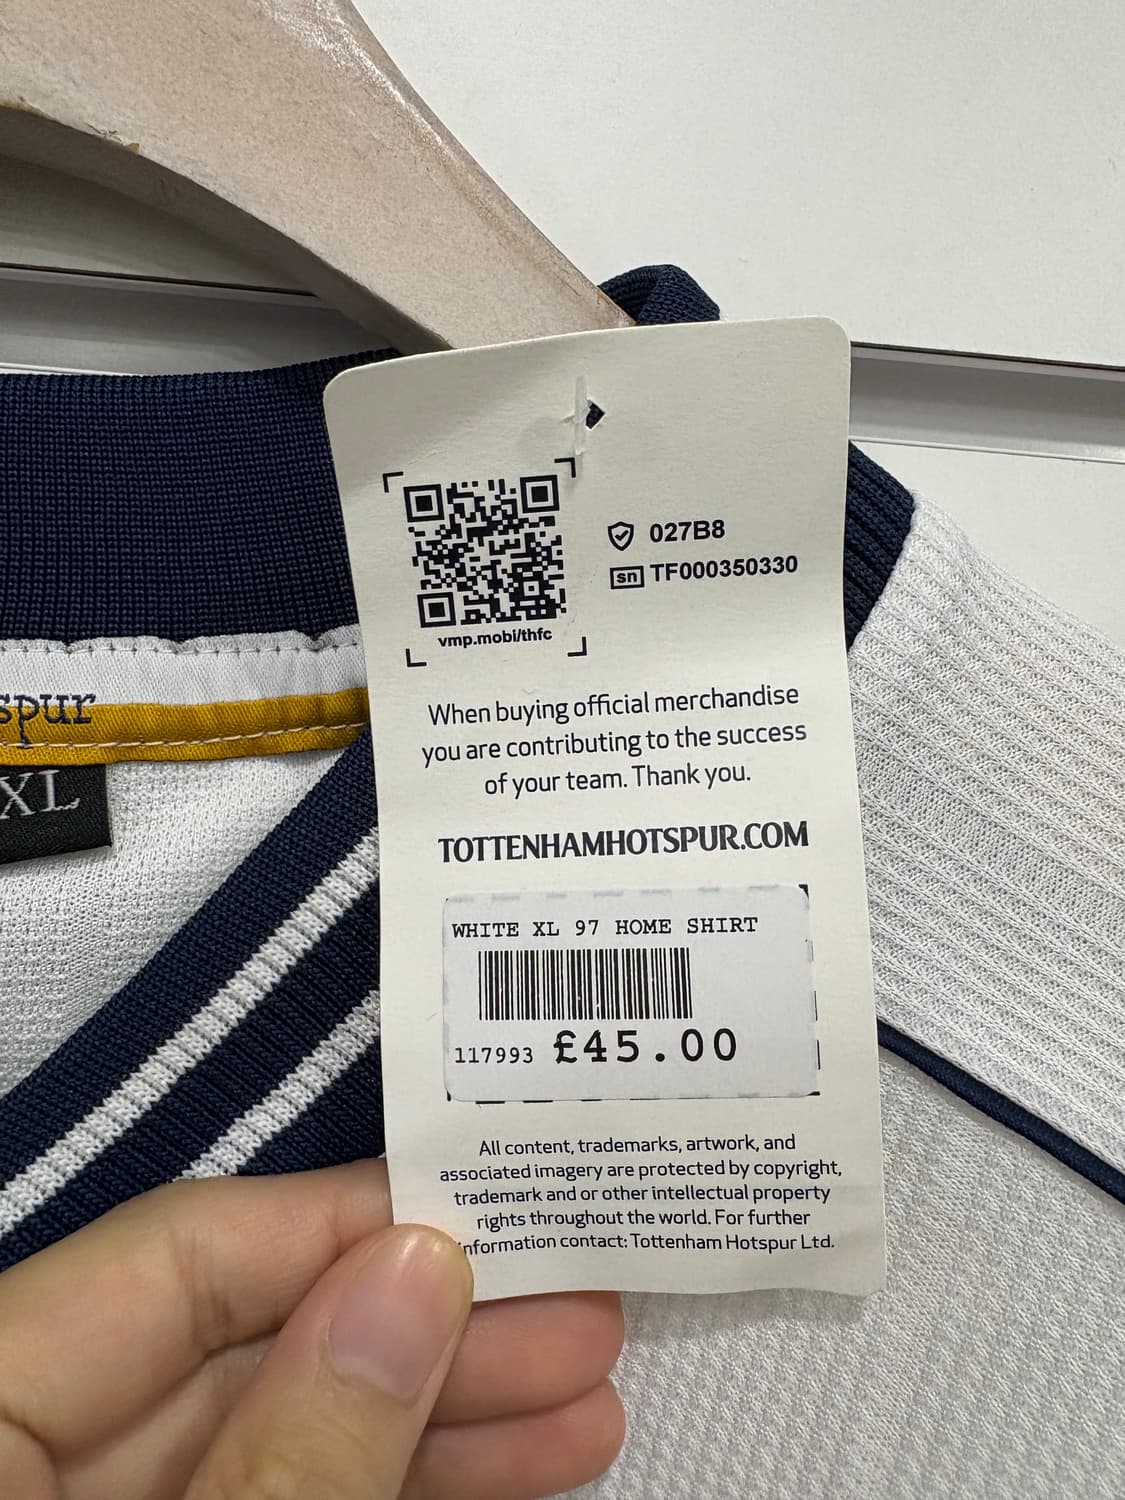 027B8
sn TF000350330
vmp.mobi/thfc
When buying official merchandise
you are contributing to the success
of your team. Thank you.
TOTTENHAMHOTSPUR.COM
spur
XL
WHITE XL 97 HOME SHIRT
117993 £45.00
All content, trademarks, artwork, and
associated imagery are protected by copyright,
trademark and or other intellectual property
rights throughout the world. For further
nformation contact: Tottenham Hotspur Ltd.